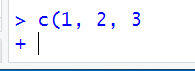 > c(1, 2, 3
+